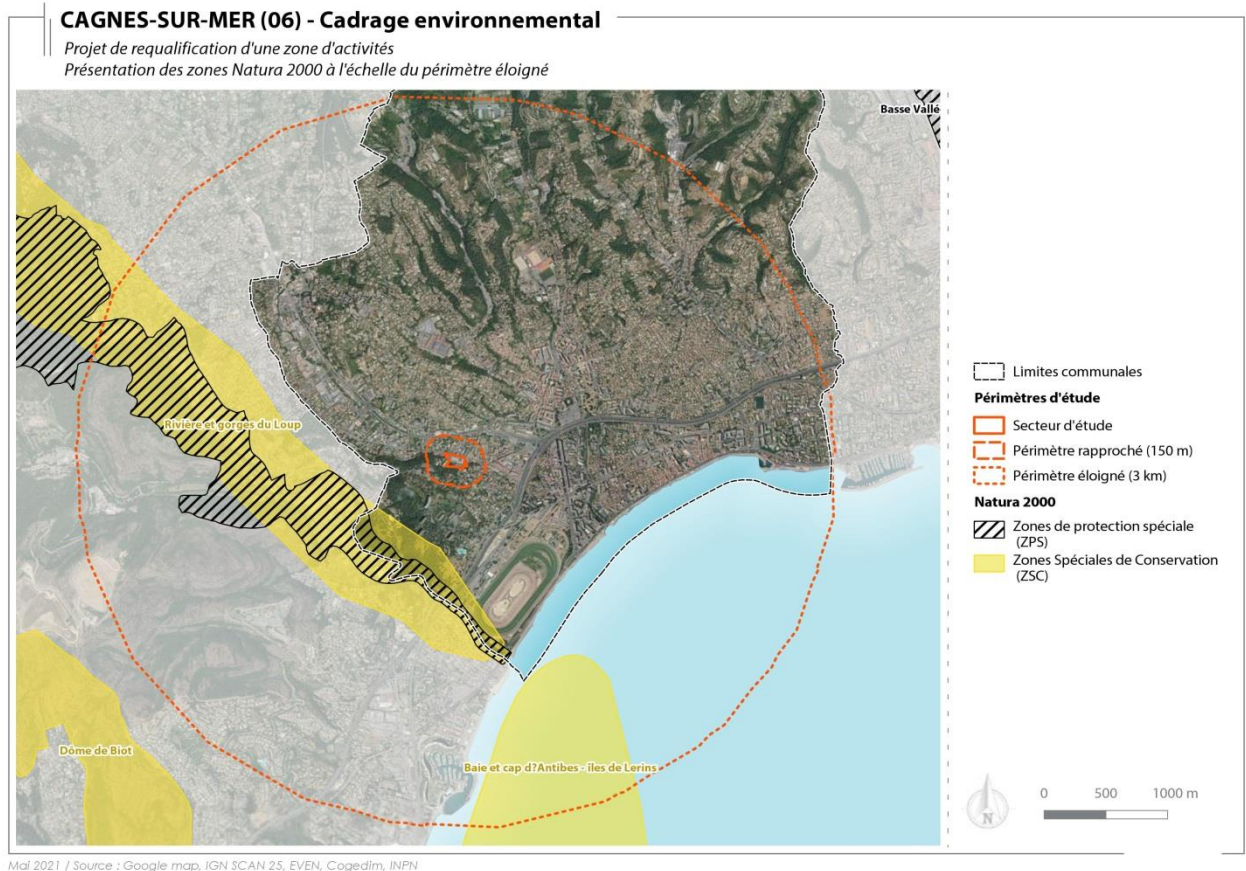 CAGNES-SUR-MER (06) - Cadrage environnemental
Projet de requalification d'une zone d'activités
Présentation des zones Natura 2000 à l'échelle du périmètre éloigné
Basse Vallé
Rivière et gorges du Loup
Dôme de Biot
Baie et cap d?Antibes - îles de Lerins
Limites communales
Périmètres d'étude
Secteur d'étude
Périmètre rapproché (150 m)
Périmètre éloigné (3 km)
Natura 2000
Zones de protection spéciale
(ZPS)
Zones Spéciales de Conservation
(ZSC)
N
0 500 1000 m
Mai 2021 / Source : Google map, IGN SCAN 25, EVEN, Cogedim, INPN